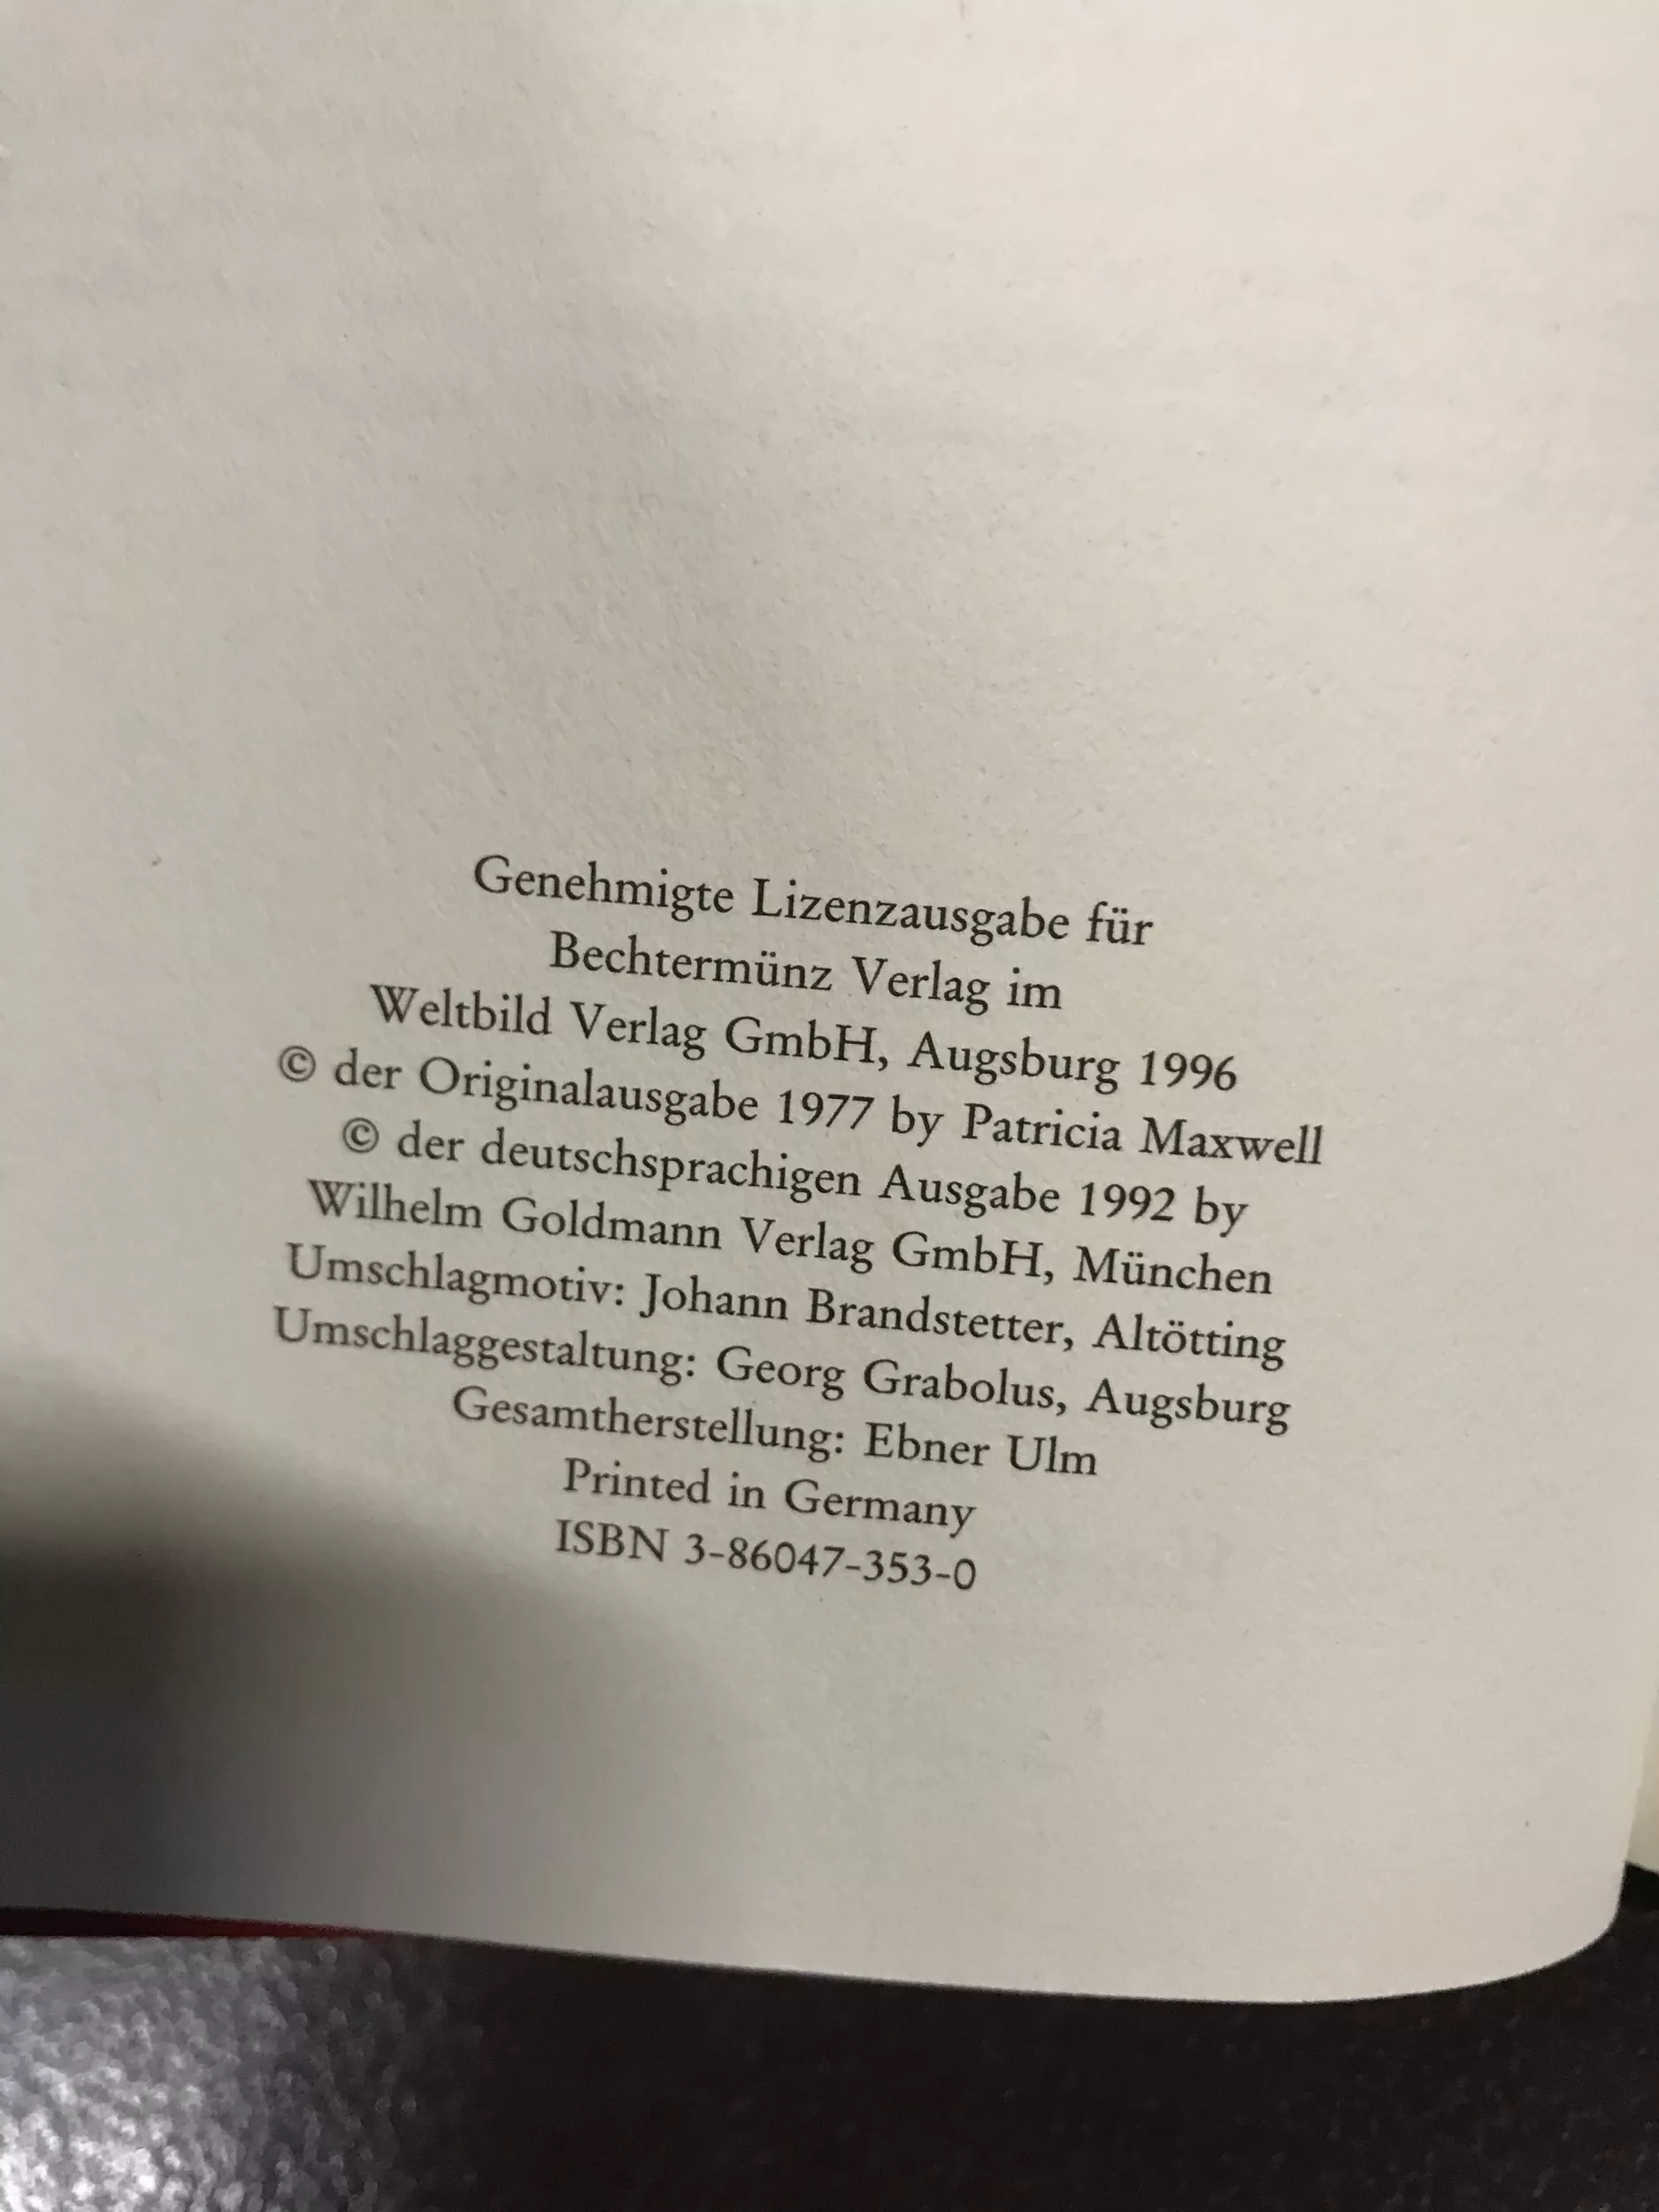 Genehmigte Lizenzausgabe für
Bechtermünz Verlag im
Weltbild Verlag GmbH, Augsburg 1996
© der Originalausgabe 1977 by Patricia Maxwell
© der deutschsprachigen Ausgabe 1992 by
Wilhelm Goldmann Verlag GmbH, München
Umschlagmotiv: Johann Brandstetter, Altötting
Umschlaggestaltung: Georg Grabolus, Augsburg
Gesamtherstellung: Ebner Ulm
Printed in Germany
ISBN 3-86047-353-0